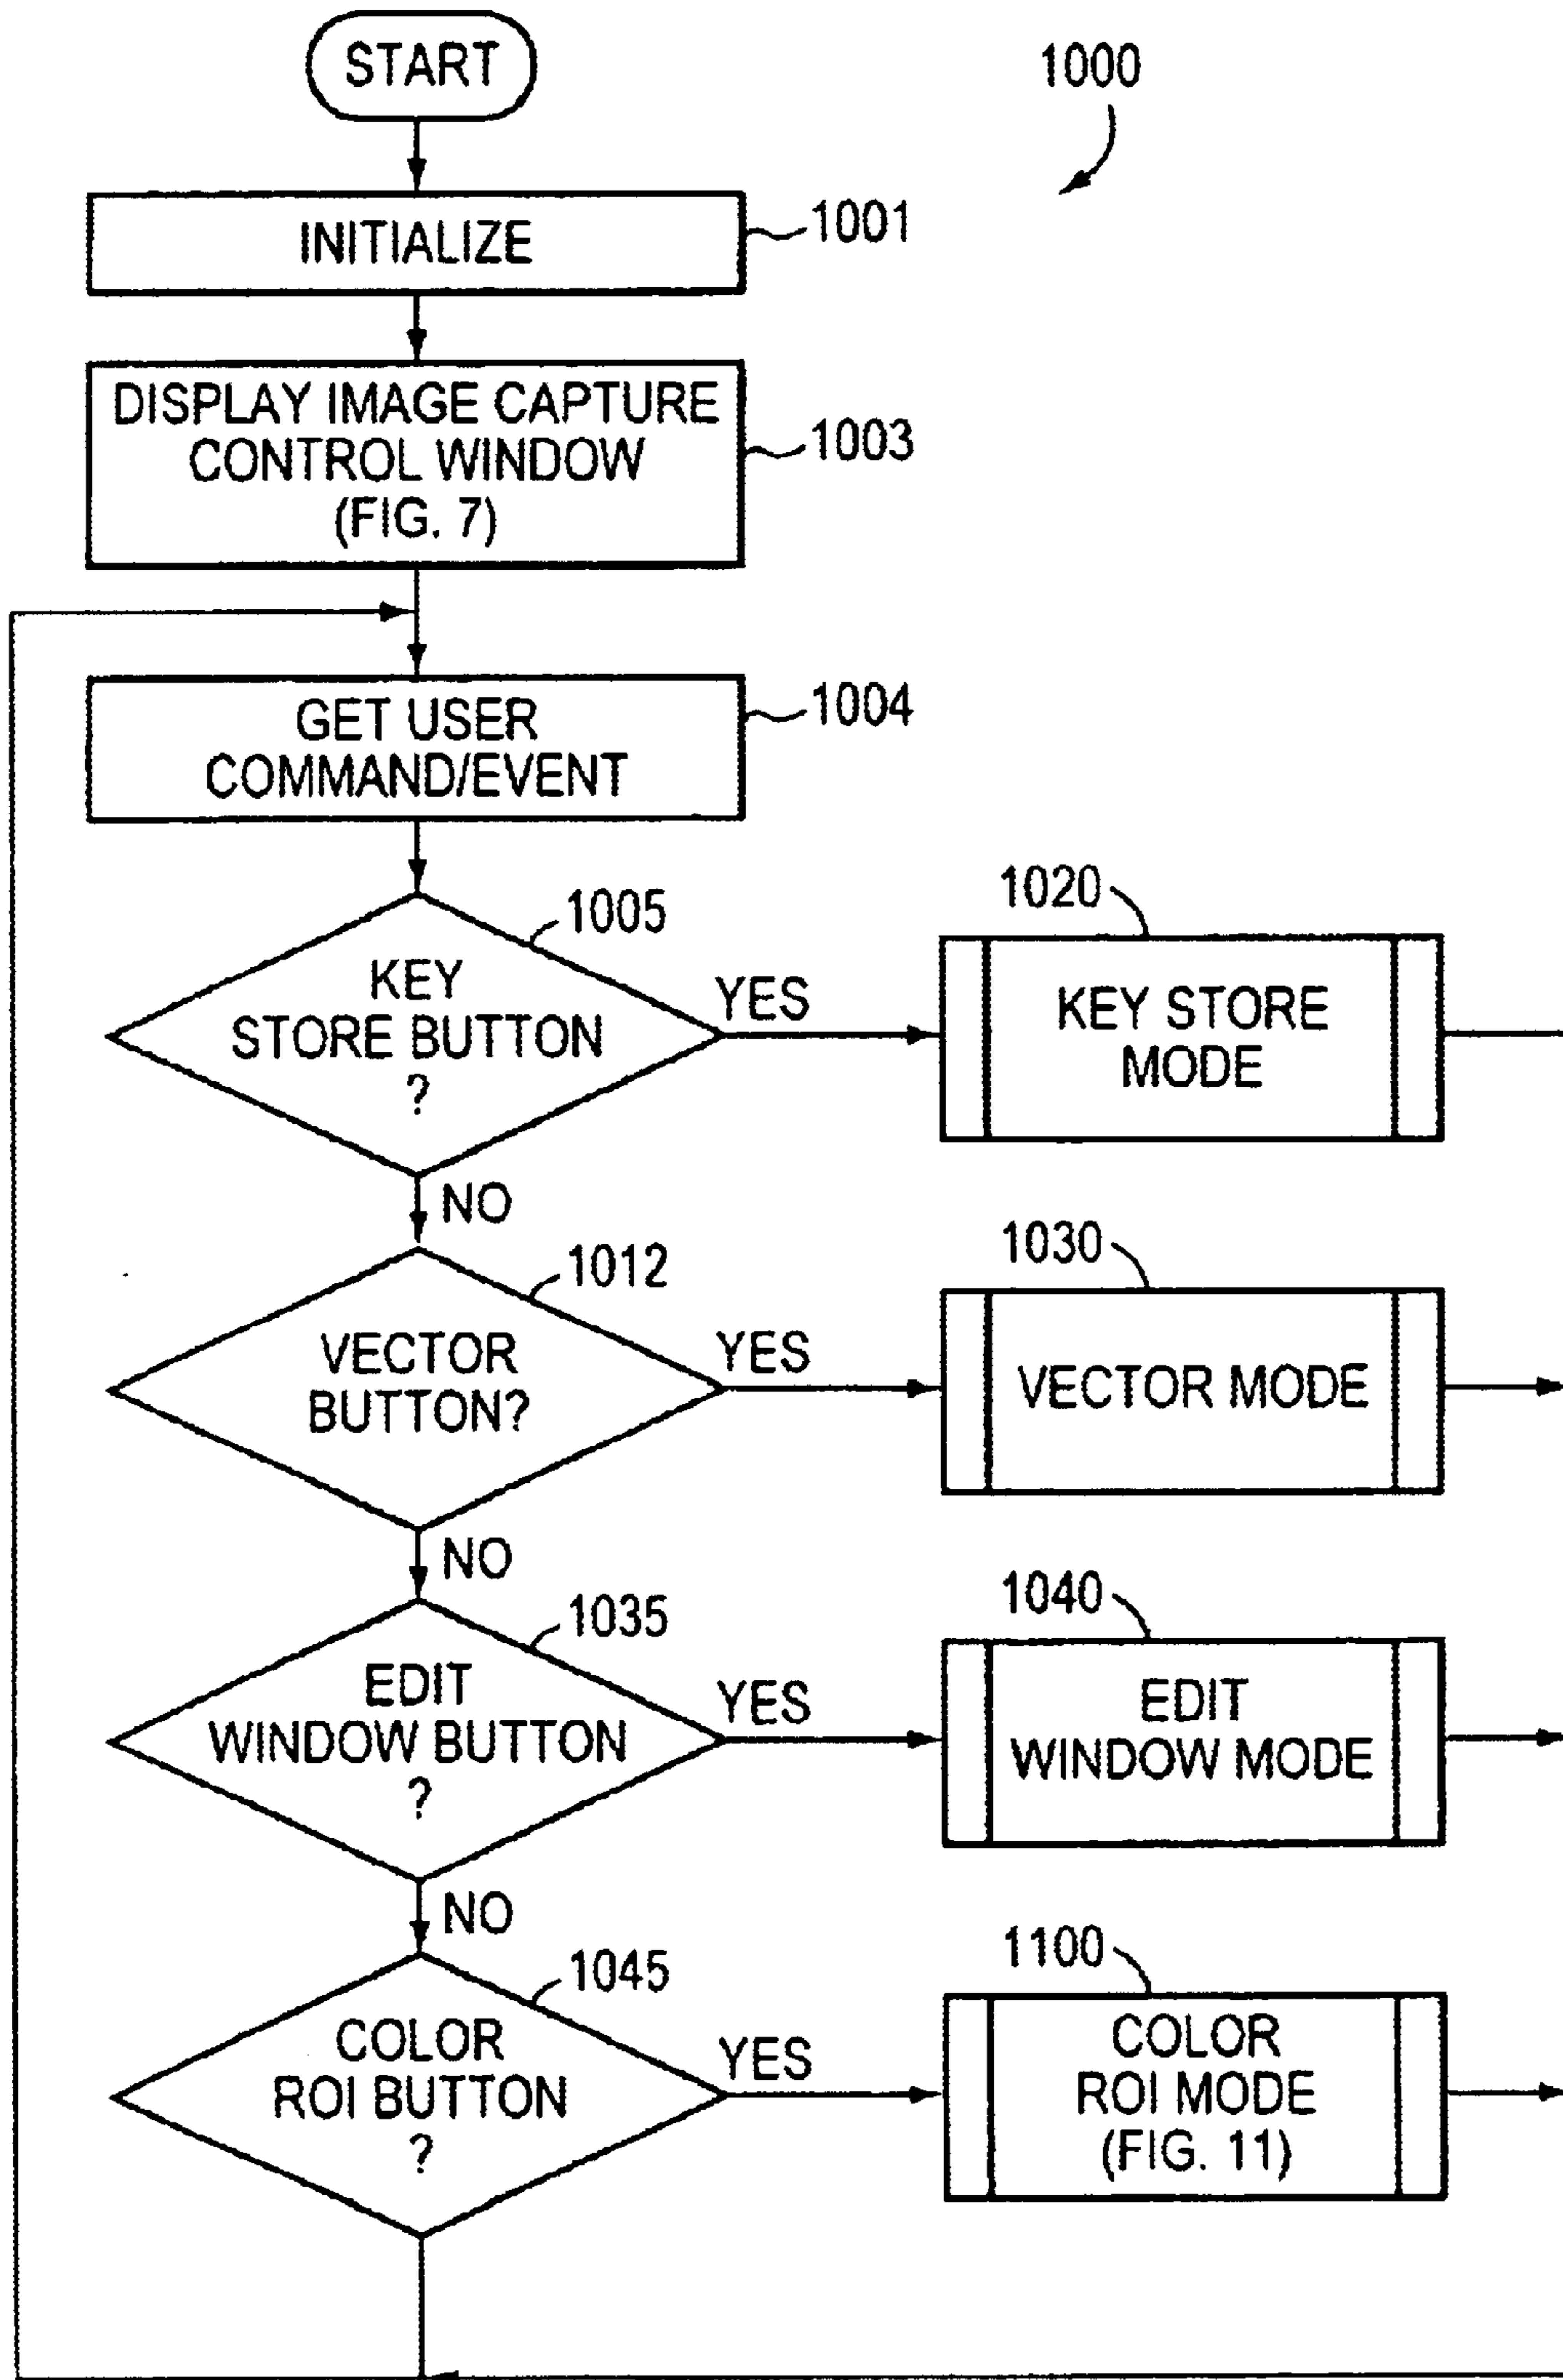 START
1000
INITIALIZE
1001
DISPLAY IMAGE CAPTURE
CONTROL WINDOW
(FIG. 7)
1003
GET USER
COMMAND/EVENT
1004
KEY
STORE BUTTON
?
1005
YES
1020
KEY STORE
MODE
NO
VECTOR
BUTTON?
1012
YES
1030
VECTOR MODE
NO
EDIT
WINDOW BUTTON
?
1035
YES
1040
EDIT
WINDOW MODE
NO
COLOR
ROI BUTTON
?
1045
YES
1100
COLOR
ROI MODE
(FIG. 11)